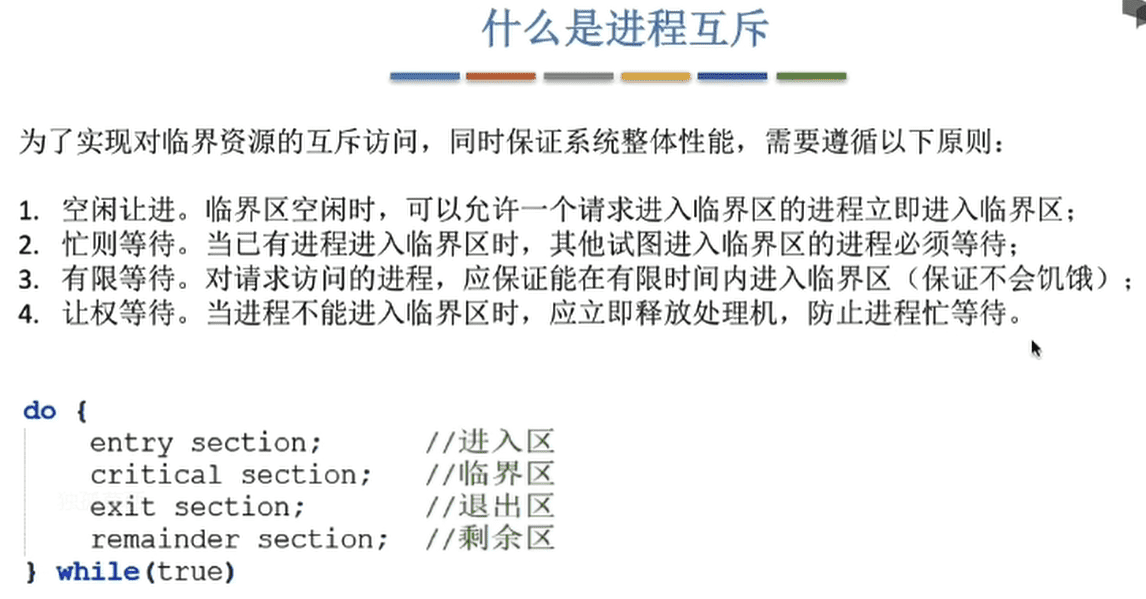 什么是进程互斥
为了实现对临界资源的互斥访问，同时保证系统整体性能，需要遵循以下原则：
1. 空闲让进。临界区空闲时，可以允许一个请求进入临界区的进程立即进入临界区；
2. 忙则等待。当已有进程进入临界区时，其他试图进入临界区的进程必须等待；
3. 有限等待。对请求访问的进程，应保证能在有限时间内进入临界区（保证不会饥饿）；
4. 让权等待。当进程不能进入临界区时，应立即释放处理机，防止进程忙等待。
do {
entry section; //进入区
critical section; //临界区
exit section; //退出区
remainder section; //剩余区
} while(true)